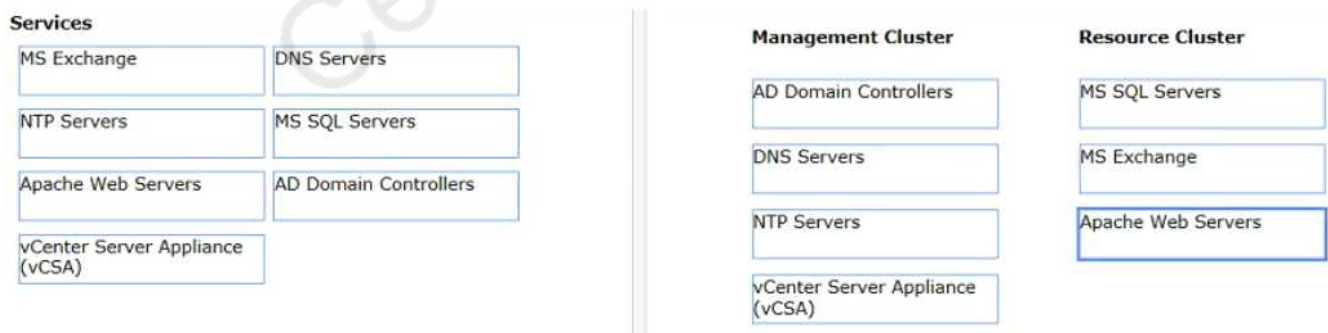 Services
MS Exchange
DNS Servers
NTP Servers
MS SQL Servers
Apache Web Servers
AD Domain Controllers
vCenter Server Appliance
(vCSA)
Management Cluster
AD Domain Controllers
DNS Servers
NTP Servers
vCenter Server Appliance
(vCSA)
Resource Cluster
MS SQL Servers
MS Exchange
Apache Web Servers